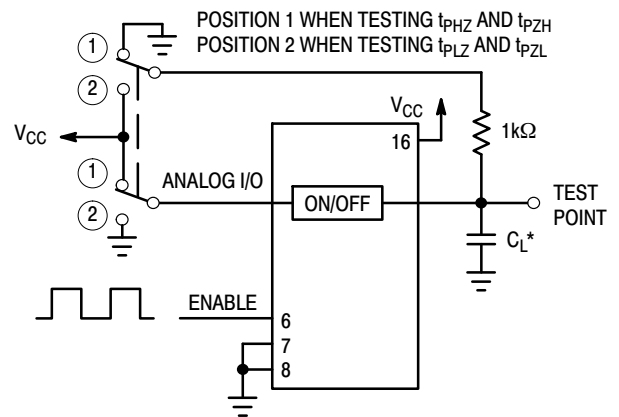 POSITION 1 WHEN TESTING tPHZ AND tPZH
POSITION 2 WHEN TESTING tPLZ AND tPZL
1
2
VCC
VCC
16
1kΩ
1
ANALOG I/O
ON/OFF
TEST
POINT
2
CL*
ENABLE
6
7
8